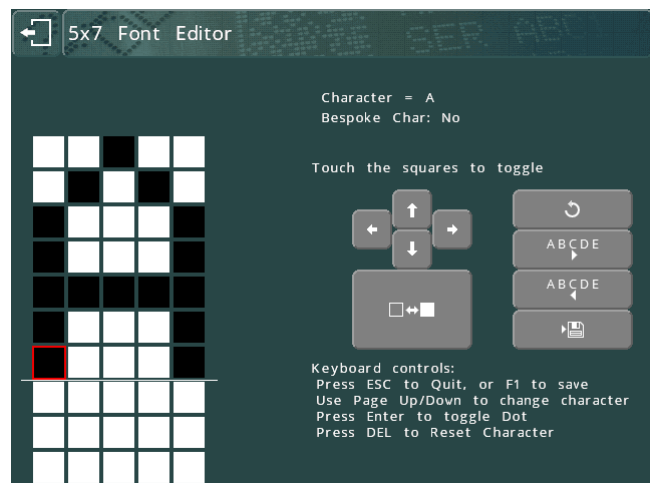 5x7 Font Editor
SER ABC
Character = A
Bespoke Char: No
Touch the squares to toggle
ABCDE
ABCDE
Keyboard controls:
Press ESC to Quit, or F1 to save
Use Page Up/Down to change character
Press Enter to toggle Dot
Press DEL to Reset Character